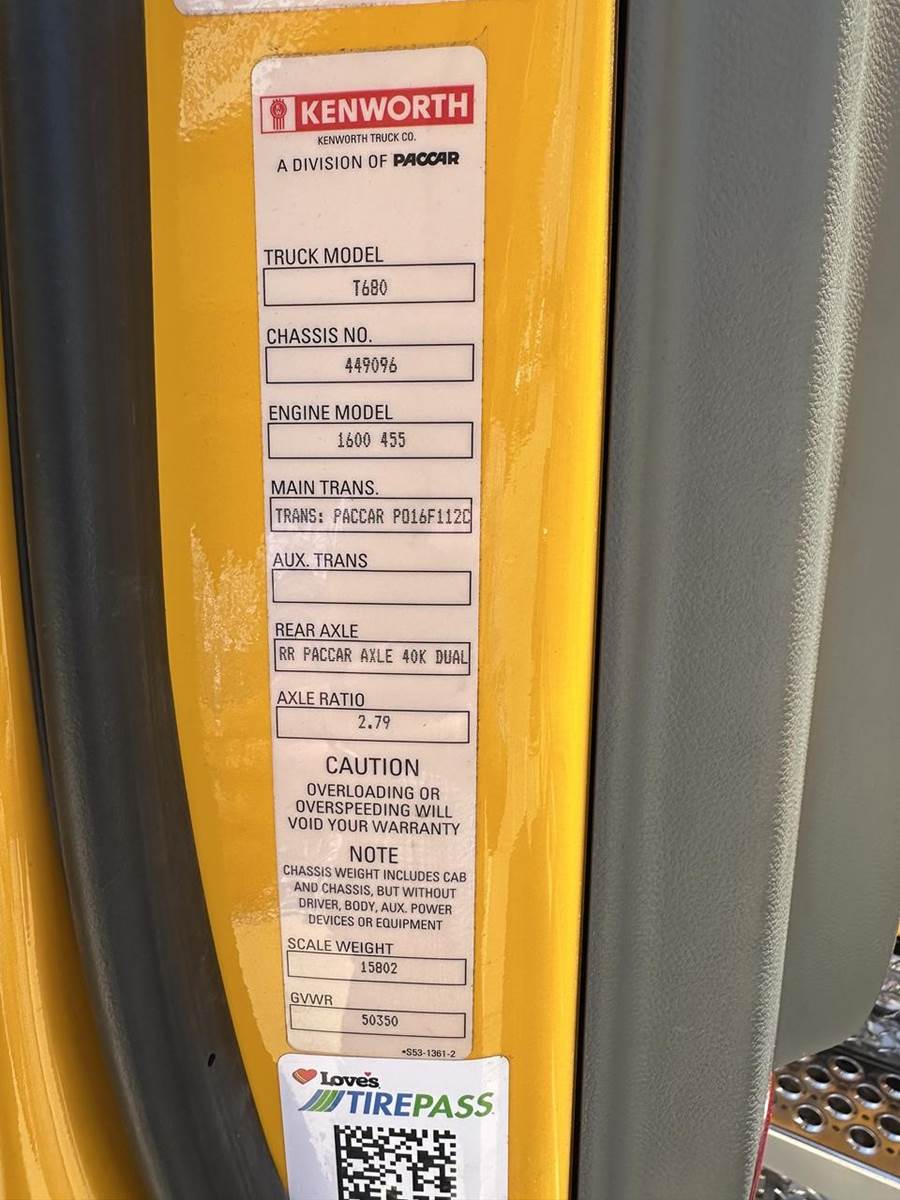 KENWORTH
KENWORTH TRUCK CO.
A DIVISION OF PACCAR
TRUCK MODEL
T680
CHASSIS NO.
449096
ENGINE MODEL
1600 455
MAIN TRANS.
TRANS: PACCAR PO16F112C
AUX. TRANS
REAR AXLE
RR PACCAR AXLE 40K DUAL
AXLE RATIO
2.79
CAUTION
OVERLOADING OR
OVERSPEEDING WILL
VOID YOUR WARRANTY
NOTE
CHASSIS WEIGHT INCLUDES CAB
AND CHASSIS, BUT WITHOUT
DRIVER, BODY, AUX. POWER
DEVICES OR EQUIPMENT
SCALE WEIGHT
15802
GVWR
50350
*S53-1361-2
Love's
TIREPASS